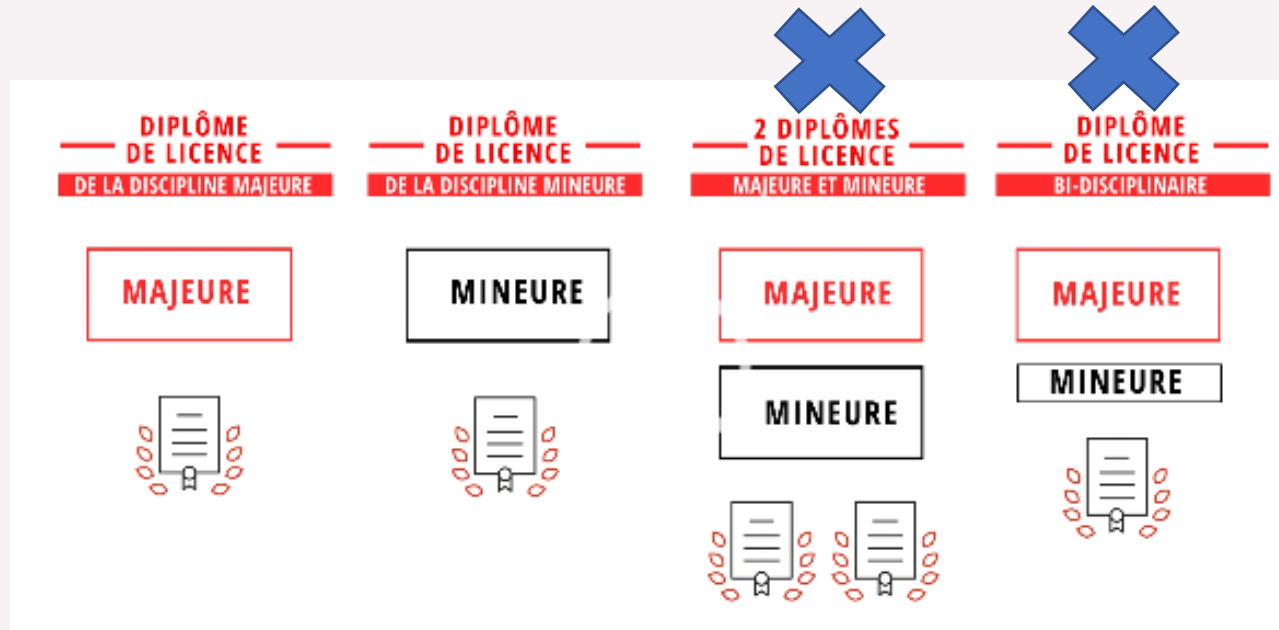 DIPLÔME
DE LICENCE
DE LA DISCIPLINE MAJEURE
MAJEURE
DIPLÔME
DE LICENCE
DE LA DISCIPLINE MINEURE
MINEURE
2 DIPLÔMES
DE LICENCE
MAJEURE ET MINEURE
MAJEURE
MINEURE
DIPLÔME
DE LICENCE
BI-DISCIPLINAIRE
MAJEURE
MINEURE